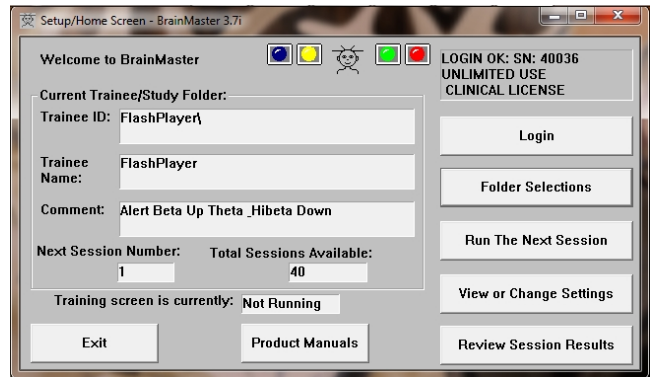 Setup/Home Screen - BrainMaster 3.7i
Welcome to BrainMaster
LOGIN OK: SN: 40036
UNLIMITED USE
CLINICAL LICENSE
Current Trainee/Study Folder:
Trainee ID: FlashPlayer\
Trainee Name: FlashPlayer
Comment: Alert Beta Up Theta _Hibeta Down
Next Session Number: Total Sessions Available:
1 40
Training screen is currently: Not Running
Exit
Product Manuals
Login
Folder Selections
Run The Next Session
View or Change Settings
Review Session Results